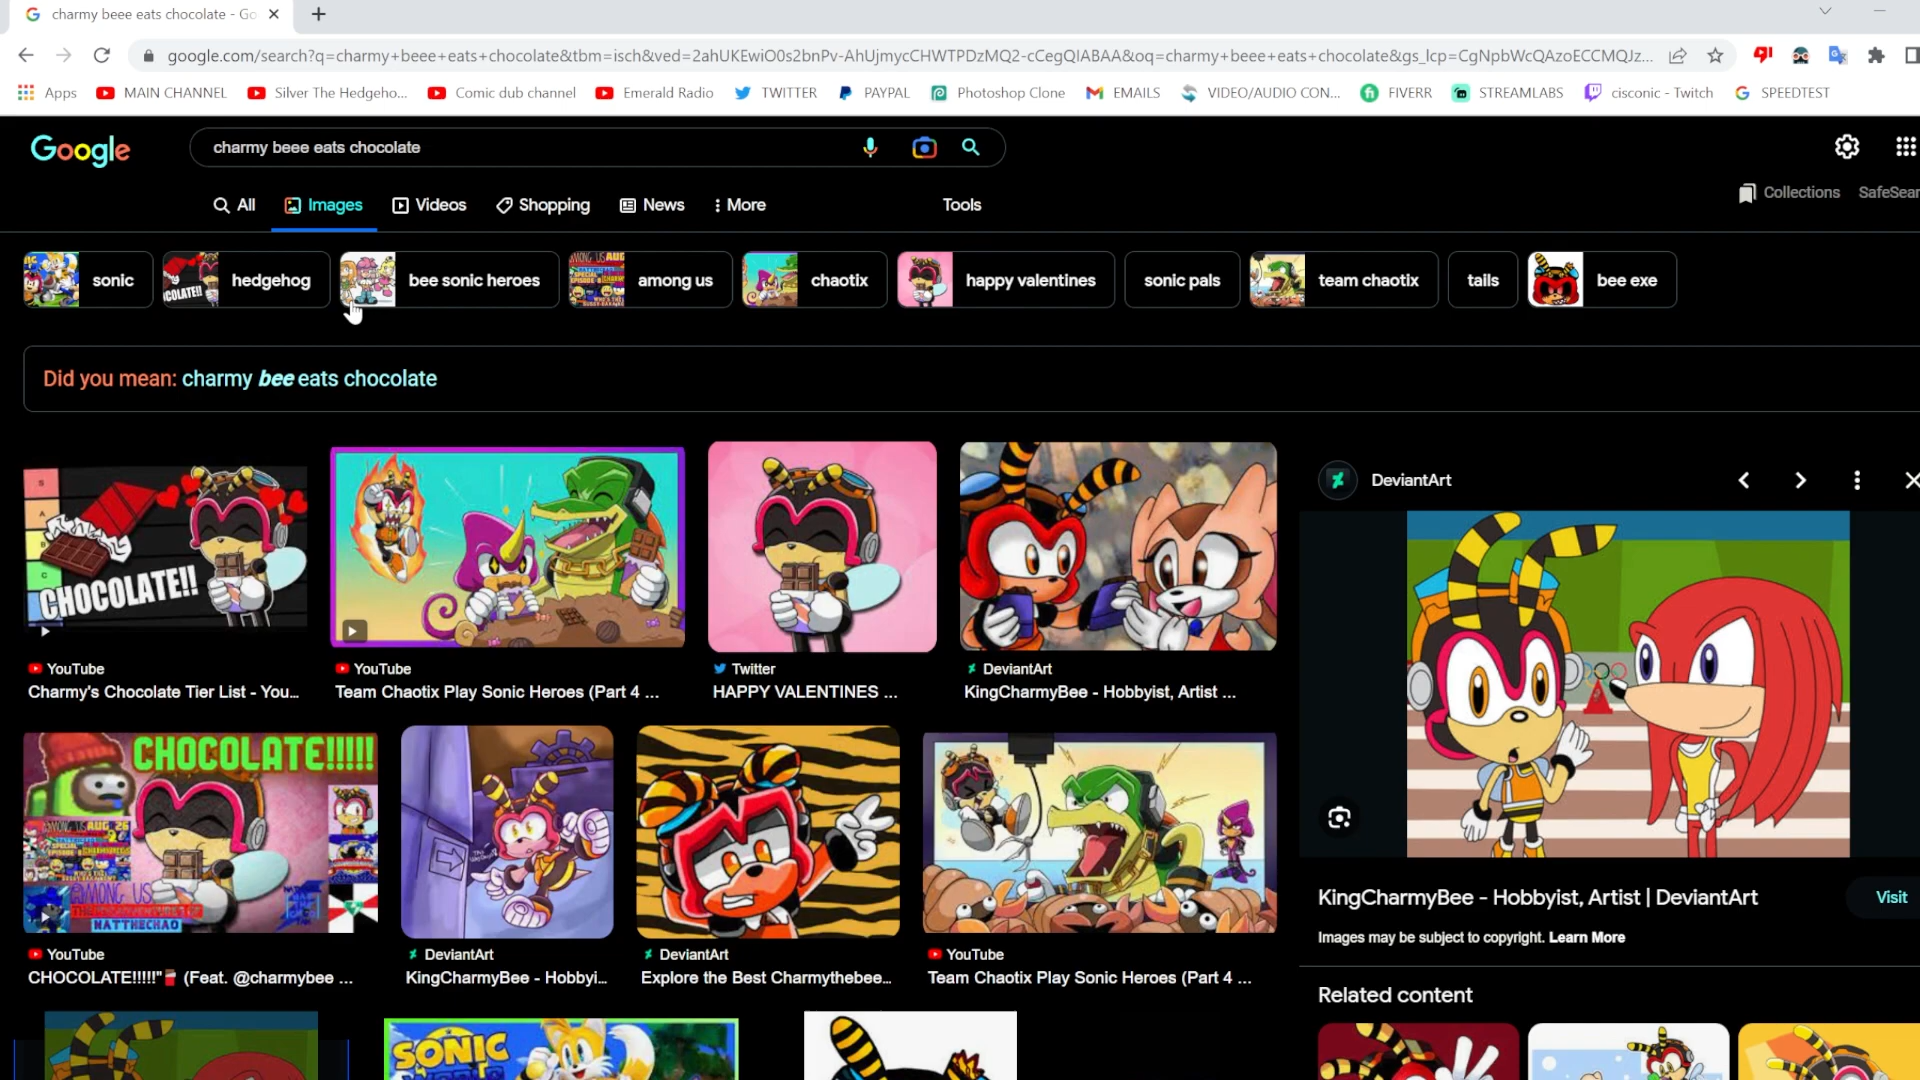 charmy beee eats chocolate - Go
google.com/search?q=charmy+beee+eats+chocolate&tbm=isch&ved=2ahUKEwiO0s2bnPv-AhUjmycCHWTPDzMQ2-cCegQIABAA&oq=charmy+beee+eats+chocolate&gs_lcp=CgNpbWcQAzoECCMQJz...
Apps MAIN CHANNEL Silver The Hedgeho... Comic dub channel Emerald Radio TWITTER PAYPAL Photoshop Clone EMAILS VIDEO/AUDIO CON... FIVERR STREAMLABS cisconic - Twitch SPEEDTEST
Google charmy beee eats chocolate
Collections SafeSear
All Images Videos Shopping News More Tools
sonic hedgehog bee sonic heroes among us chaotix happy valentines sonic pals team chaotix tails bee exe
Did you mean: charmy bee eats chocolate
DeviantArt
S
A
B
C
CHOCOLATE!!
YouTube
Charmy's Chocolate Tier List - You...
YouTube
Team Chaotix Play Sonic Heroes (Part 4 ...
Twitter
HAPPY VALENTINES ...
DeviantArt
KingCharmyBee - Hobbyist, Artist ...
CHOCOLATE!!!!!
AMONG US
NATTHECHAO
YouTube
CHOCOLATE!!!!!" (Feat. @charmybee ...
DeviantArt
KingCharmyBee - Hobbyi...
DeviantArt
Explore the Best Charmythebee...
YouTube
Team Chaotix Play Sonic Heroes (Part 4 ...
KingCharmyBee - Hobbyist, Artist | DeviantArt
Visit
Images may be subject to copyright. Learn More
Related content
SONIC